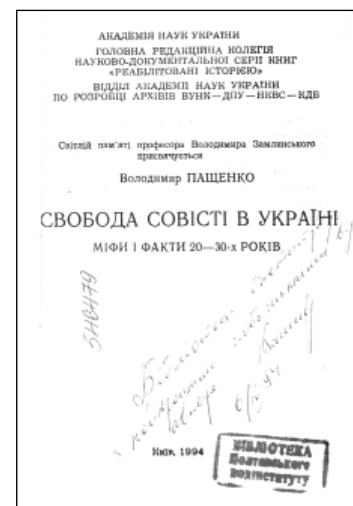 АКАДЕМІЯ НАУК УКРАЇНИ
ГОЛОВНА РЕДАКЦІЙНА КОЛЕГІЯ
НАУКОВО-ДОКУМЕНТАЛЬНОЇ СЕРІЇ КНИГ
«РЕАБІЛІТОВАНІ ІСТОРІЄЮ»
ВІДДІЛ АКАДЕМІЇ НАУК УКРАЇНИ
ПО РОЗРОБЦІ АРХІВІВ ВУНК—ДПУ—НКВС—КДБ
Світлій пам'яті професора Володимира Замлинського
присвячується
Володимир ПАЩЕНКО
СВОБОДА СОВІСТІ В УКРАЇНІ
МІФИ І ФАКТИ 20—30-х РОКІВ
Бібліотеці
автор
Київ, 1994
БІБЛІОТЕКА
Полтавського
педінституту